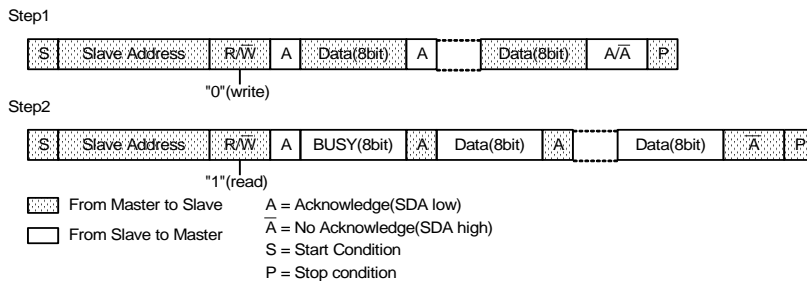 Step1
S Slave Address R/W̅ A Data(8bit) A Data(8bit) A/A̅ P
"0"(write)
Step2
S Slave Address R/W̅ A BUSY(8bit) A Data(8bit) A Data(8bit) A̅ P
"1"(read)
From Master to Slave
From Slave to Master
A = Acknowledge(SDA low)
A̅ = No Acknowledge(SDA high)
S = Start Condition
P = Stop condition